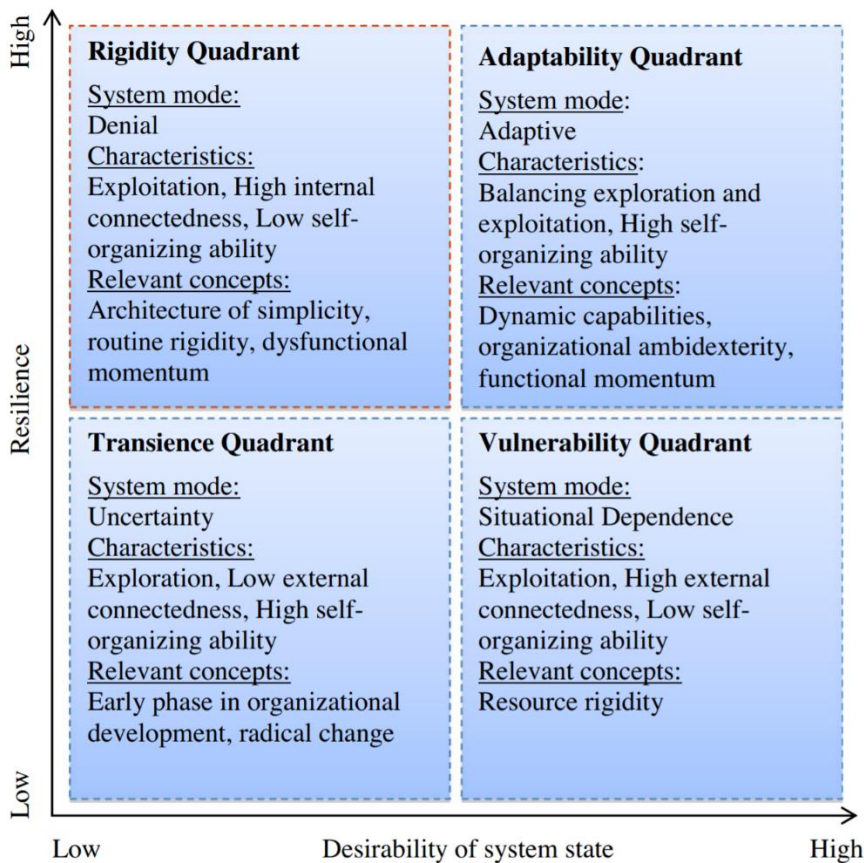 High
Resilience
Low
Rigidity Quadrant
System mode:
Denial
Characteristics:
Exploitation, High internal
connectedness, Low self-
organizing ability
Relevant concepts:
Architecture of simplicity,
routine rigidity, dysfunctional
momentum
Adaptability Quadrant
System mode:
Adaptive
Characteristics:
Balancing exploration and
exploitation, High self-
organizing ability
Relevant concepts:
Dynamic capabilities,
organizational ambidexterity,
functional momentum
Transience Quadrant
System mode:
Uncertainty
Characteristics:
Exploration, Low external
connectedness, High self-
organizing ability
Relevant concepts:
Early phase in organizational
development, radical change
Vulnerability Quadrant
System mode:
Situational Dependence
Characteristics:
Exploitation, High external
connectedness, Low self-
organizing ability
Relevant concepts:
Resource rigidity
Low
Desirability of system state
High